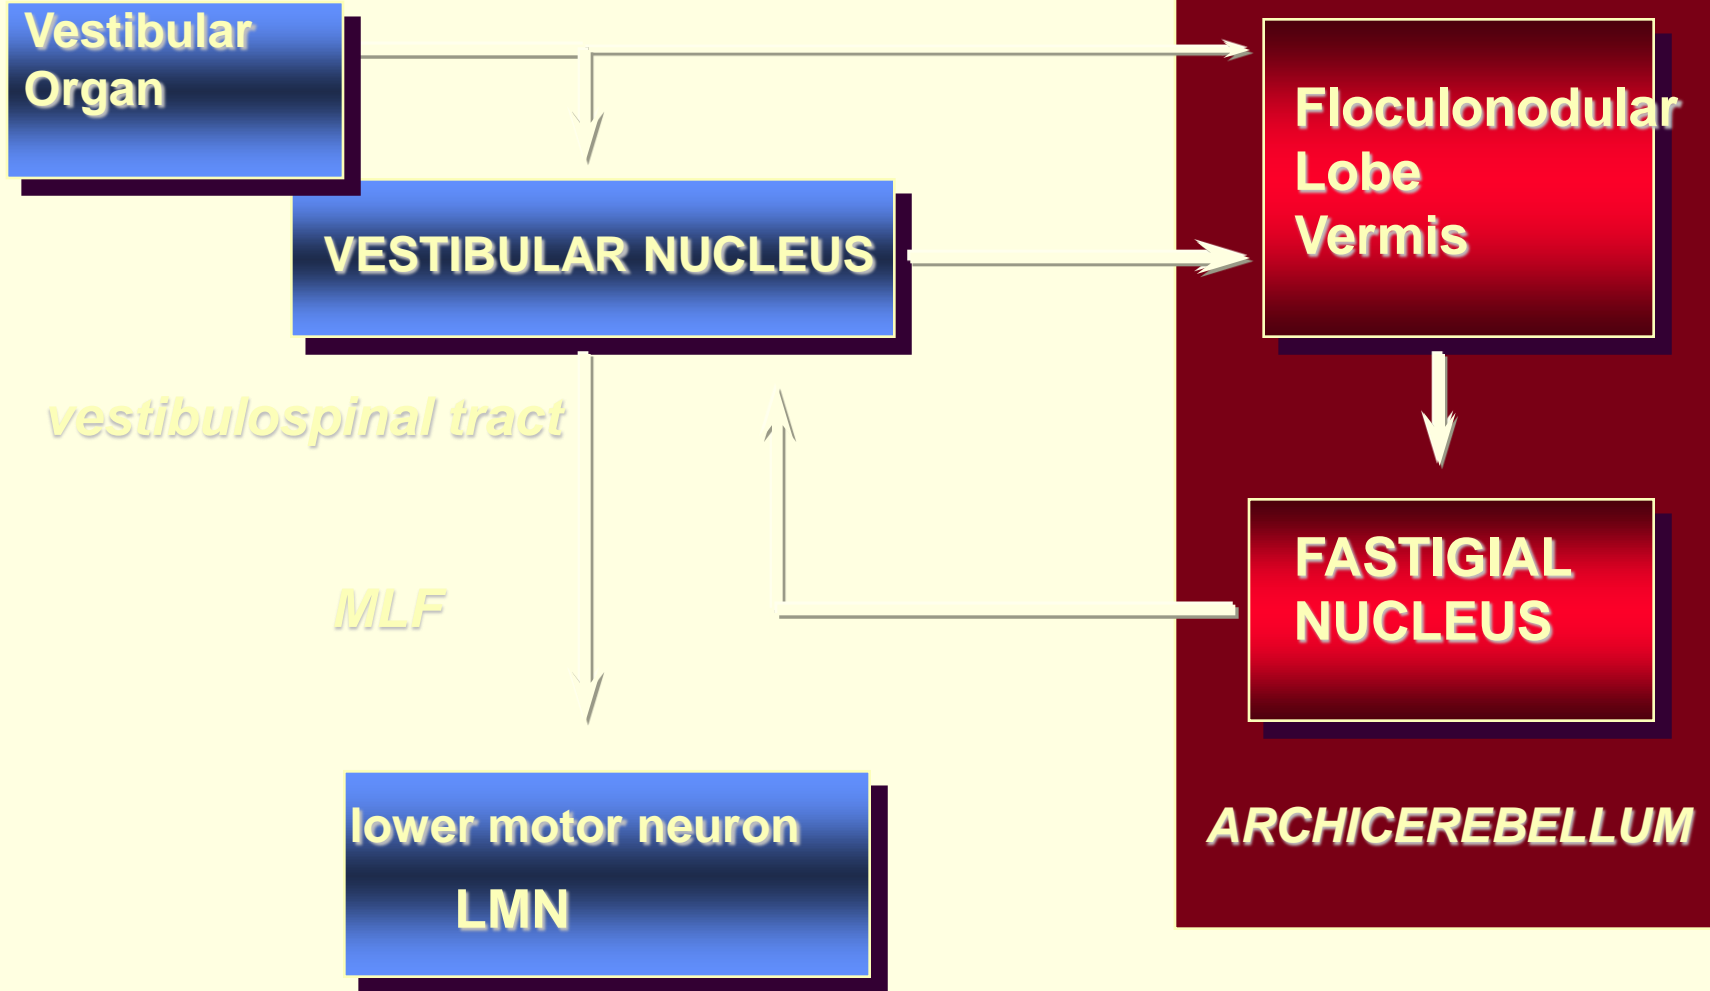 Vestibular
Organ
Floculonodular
Lobe
Vermis
VESTIBULAR NUCLEUS
vestibulospinal tract
MLF
FASTIGIAL
NUCLEUS
lower motor neuron
LMN
ARCHICEREBELLUM